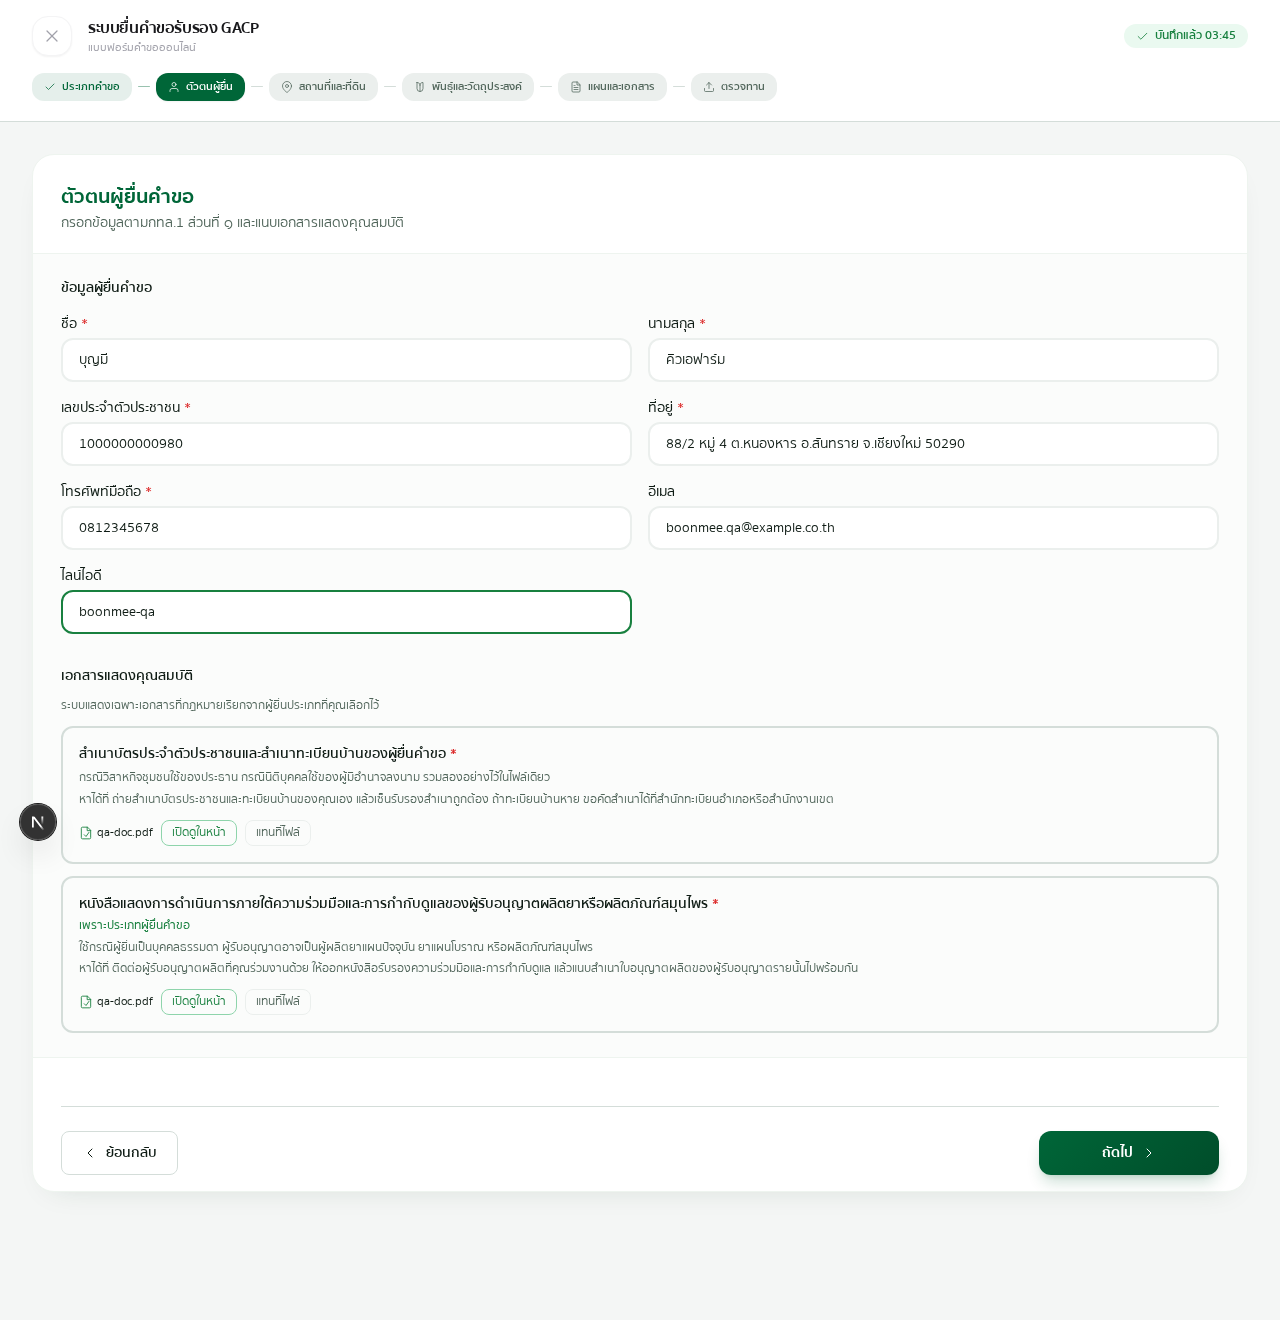 ระบบยื่นคำขอรับรอง GACP
แบบฟอร์มคำขอออนไลน์
บันทึกแล้ว 03:45
ประเภทคำขอ
ตัวตนผู้ยื่น
สถานที่และที่ดิน
พันธุ์และวัตถุประสงค์
แผนและเอกสาร
ตรวจทาน
ตัวตนผู้ยื่นคำขอ
กรอกข้อมูลตามกทล.1 ส่วนที่ ๑ และแนบเอกสารแสดงคุณสมบัติ
ข้อมูลผู้ยื่นคำขอ
ชื่อ *
นามสกุล *
บุญมี
คิวเอฟาร์ม
เลขประจำตัวประชาชน *
ที่อยู่ *
1000000000980
88/2 หมู่ 4 ต.หนองหาร อ.สันทราย จ.เชียงใหม่ 50290
โทรศัพท์มือถือ *
อีเมล
0812345678
boonmee.qa@example.co.th
ไลน์ไอดี
boonmee-qa
เอกสารแสดงคุณสมบัติ
ระบบแสดงเฉพาะเอกสารที่กฎหมายเรียกจากผู้ยื่นประเภทที่คุณเลือกไว้
สำเนาบัตรประจำตัวประชาชนและสำเนาทะเบียนบ้านของผู้ยื่นคำขอ *
กรณีวิสาหกิจชุมชนใช้ของประธาน กรณีนิติบุคคลใช้ของผู้มีอำนาจลงนาม รวมสองอย่างไว้ในไฟล์เดียว
หาได้ที่ ถ่ายสำเนาบัตรประชาชนและทะเบียนบ้านของคุณเอง แล้วเซ็นรับรองสำเนาถูกต้อง ถ้าทะเบียนบ้านหาย ขอคัดสำเนาได้ที่สำนักทะเบียนอำเภอหรือสำนักงานเขต
qa-doc.pdf
เปิดดูในหน้า
แทนที่ไฟล์
หนังสือแสดงการดำเนินการภายใต้ความร่วมมือและการกำกับดูแลของผู้รับอนุญาตผลิตยาหรือผลิตภัณฑ์สมุนไพร *
เพราะประเภทผู้ยื่นคำขอ
ใช้กรณีผู้ยื่นเป็นบุคคลธรรมดา ผู้รับอนุญาตอาจเป็นผู้ผลิตยาแผนปัจจุบัน ยาแผนโบราณ หรือผลิตภัณฑ์สมุนไพร
หาได้ที่ ติดต่อผู้รับอนุญาตผลิตที่คุณร่วมงานด้วย ให้ออกหนังสือรับรองความร่วมมือและการกำกับดูแล แล้วแนบสำเนาใบอนุญาตผลิตของผู้รับอนุญาตรายนั้นไปพร้อมกัน
qa-doc.pdf
เปิดดูในหน้า
แทนที่ไฟล์
ย้อนกลับ
ถัดไป